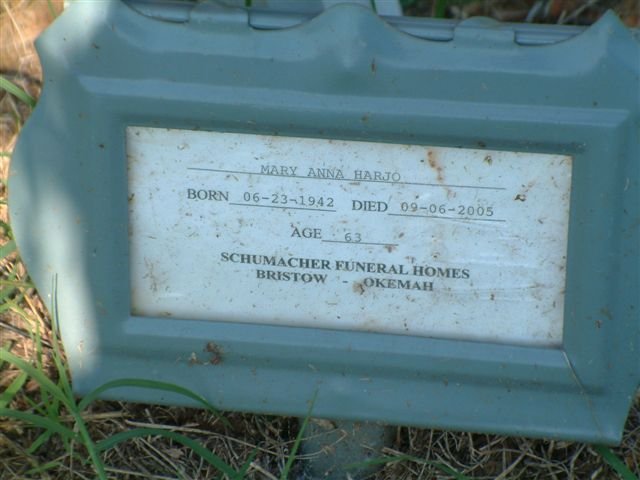 MARY ANNA HARJO
BORN 06-23-1942 DIED 09-06-2005
AGE 63
SCHUMACHER FUNERAL HOMES
BRISTOW - OKEMAH